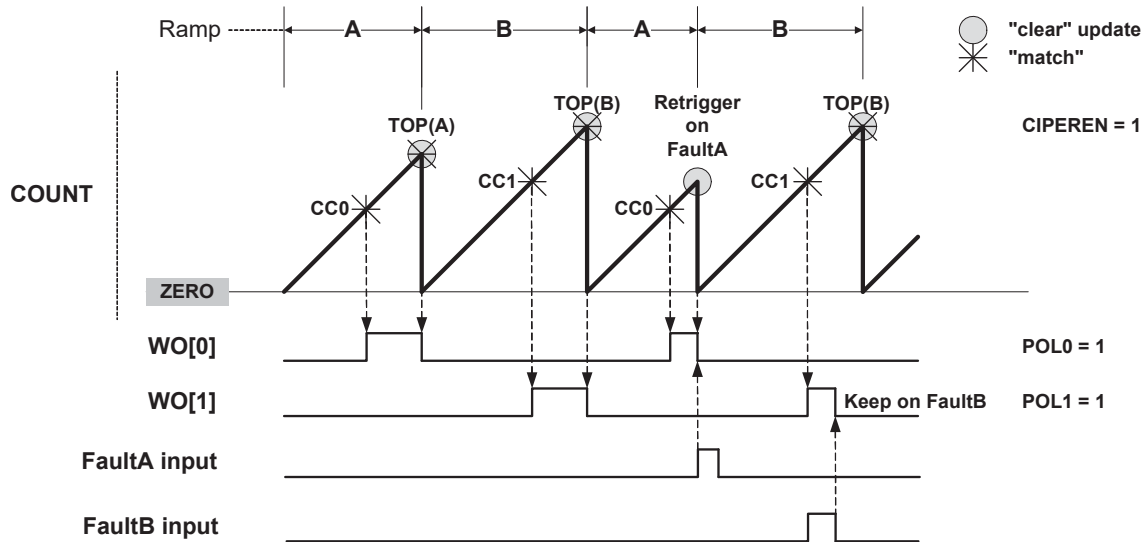 Ramp
A
B
A
B
"clear" update
"match"
TOP(A)
TOP(B)
Retrigger
on
FaultA
TOP(B)
CIPEREN = 1
COUNT
CC0
CC1
CC0
CC1
ZERO
WO[0]
POL0 = 1
WO[1]
Keep on FaultB
POL1 = 1
FaultA input
FaultB input